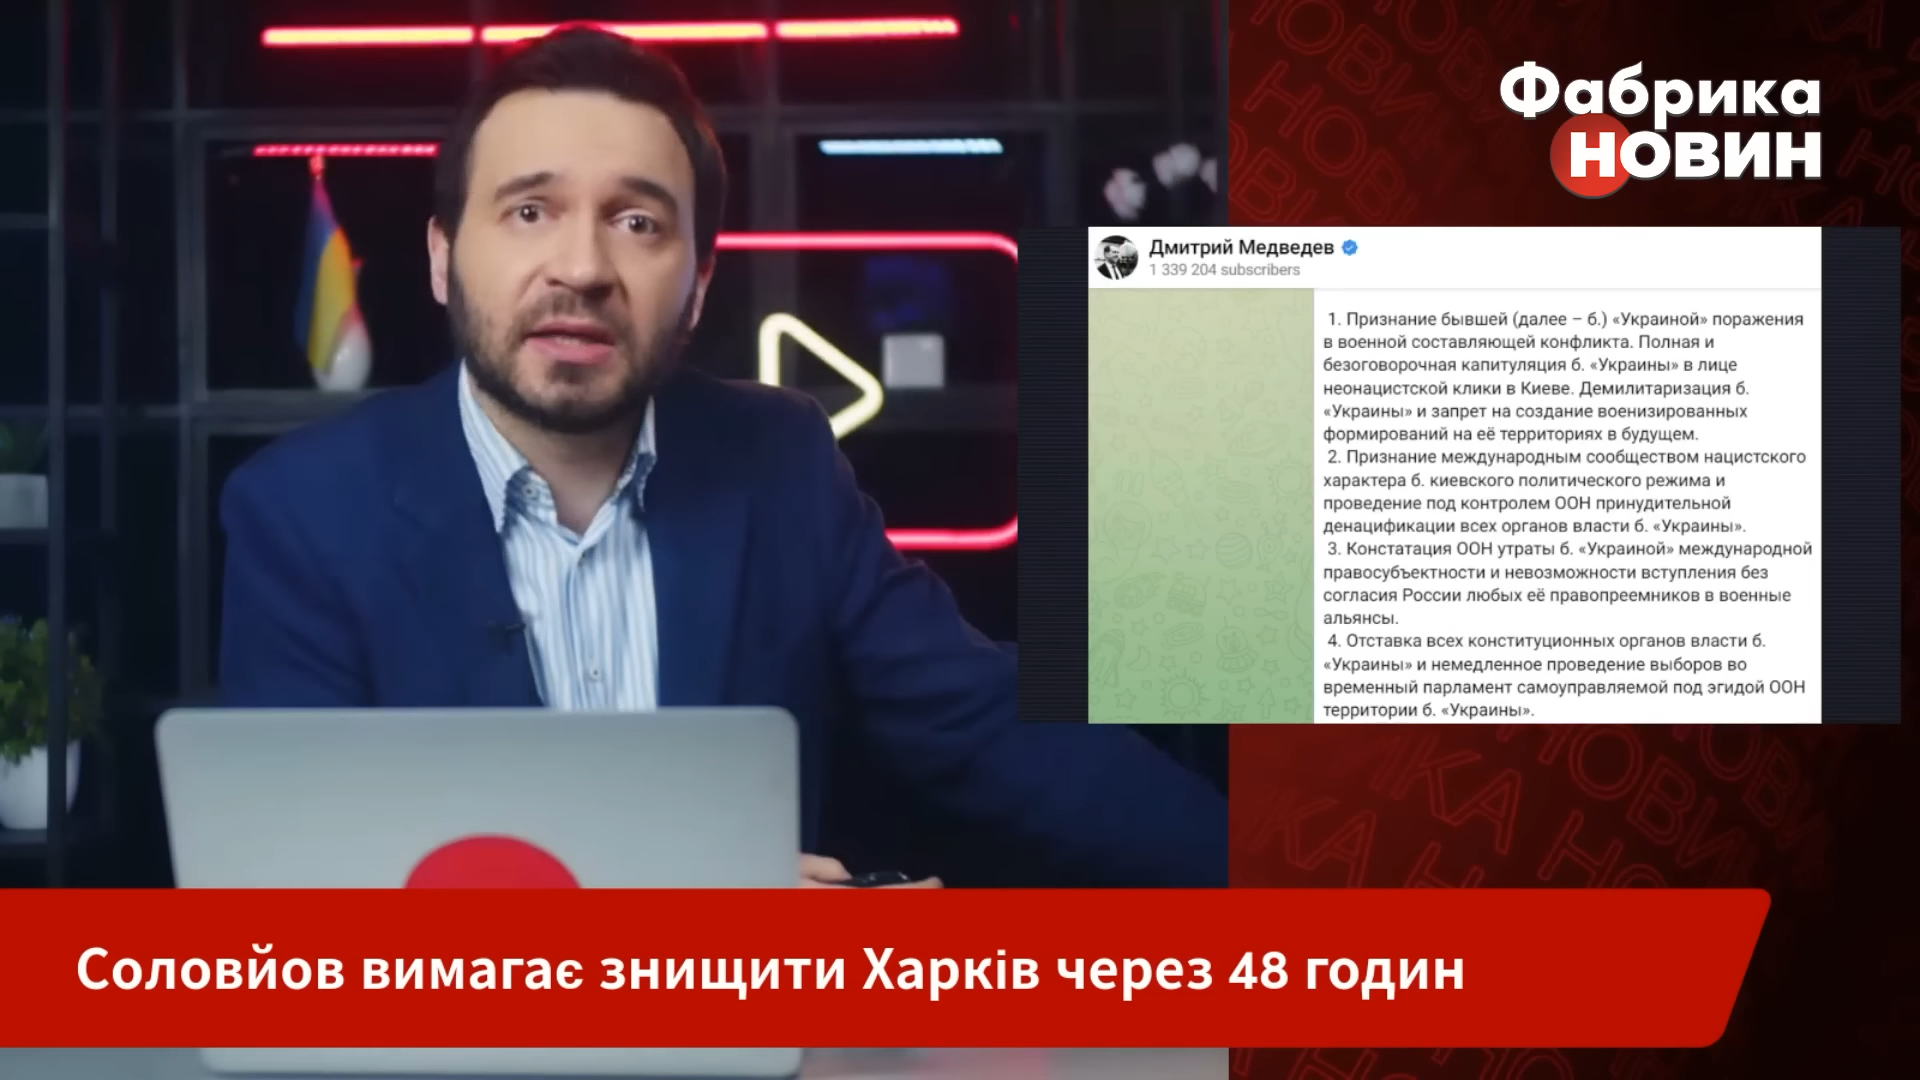 Фабрика
НОВИН
Дмитрий Медведев
1 339 204 subscribers
1. Признание бывшей (далее – б.) «Украиной» поражения
в военной составляющей конфликта. Полная и
безоговорочная капитуляция б. «Украины» в лице
неонацистской клики в Киеве. Демилитаризация б.
«Украины» и запрет на создание военизированных
формирований на её территориях в будущем.
2. Признание международным сообществом нацистского
характера б. киевского политического режима и
проведение под контролем ООН принудительной
денацификации всех органов власти б. «Украины».
3. Констатация ООН утраты б. «Украиной» международной
правосубъектности и невозможности вступления без
согласия России любых её правопреемников в военные
альянсы.
4. Отставка всех конституционных органов власти б.
«Украины» и немедленное проведение выборов во
временный парламент самоуправляемой под эгидой ООН
территории б. «Украины».
Соловйов вимагає знищити Харків через 48 годин